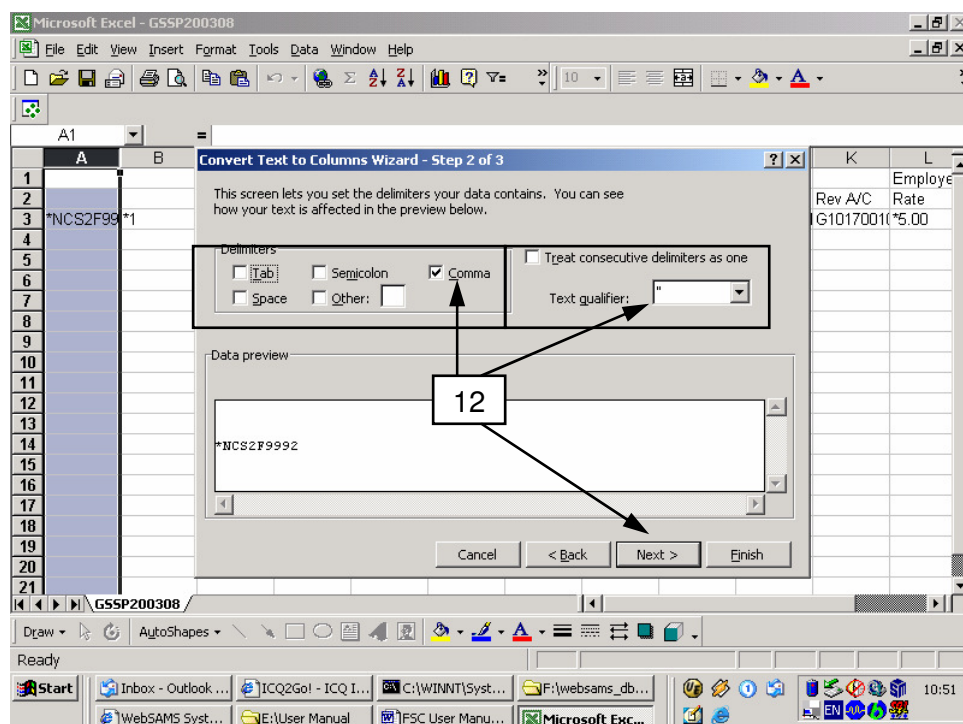 Microsoft Excel - GSSP200308
File Edit View Insert Format Tools Data Window Help
10
A1 =
A B K L
1 Employe
2 Rev A/C Rate
3 *NCS2F99 *1 G1017001 *5.00
4
5
6
7
8
9
10
11
12
13
14
15
16
17
18
19
20
21
Convert Text to Columns Wizard - Step 2 of 3
This screen lets you set the delimiters your data contains. You can see
how your text is affected in the preview below.
Delimiters
Tab Semicolon Comma
Space Other:
Treat consecutive delimiters as one
Text qualifier: "
Data preview
12
*NCS2F9992
Cancel < Back Next > Finish
GSSP200308
Draw AutoShapes
Ready
Start Inbox - Outlook ... ICQ2Go! - ICQ I... C:\WINNT\Syst... F:\websams_db... 10:51
WebSAMS Syst... E:\User Manual FSC User Manu... Microsoft Exc... EN